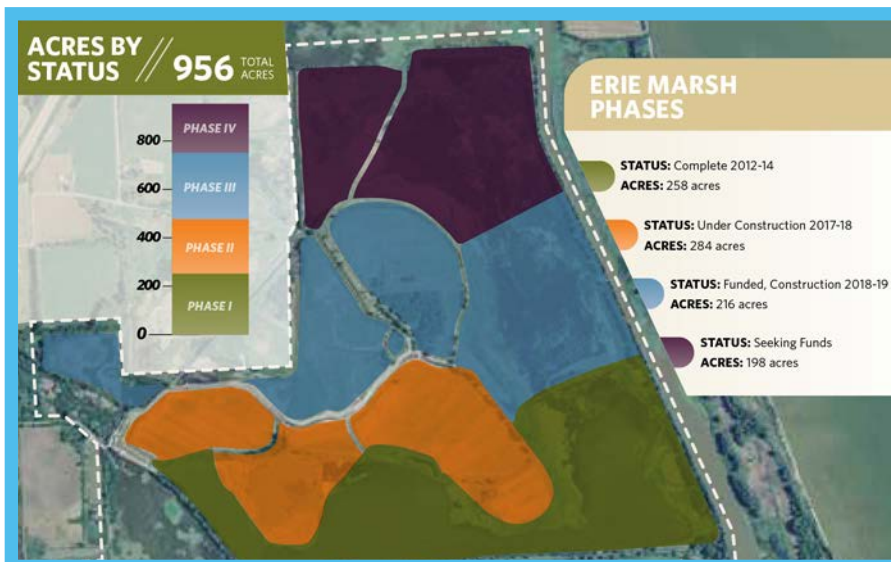 ACRES BY
STATUS // 956 TOTAL
ACRES
PHASE IV
800
PHASE III
600
400
PHASE II
200
PHASE I
0
ERIE MARSH
PHASES
STATUS: Complete 2012-14
ACRES: 258 acres
STATUS: Under Construction 2017-18
ACRES: 284 acres
STATUS: Funded, Construction 2018-19
ACRES: 216 acres
STATUS: Seeking Funds
ACRES: 198 acres